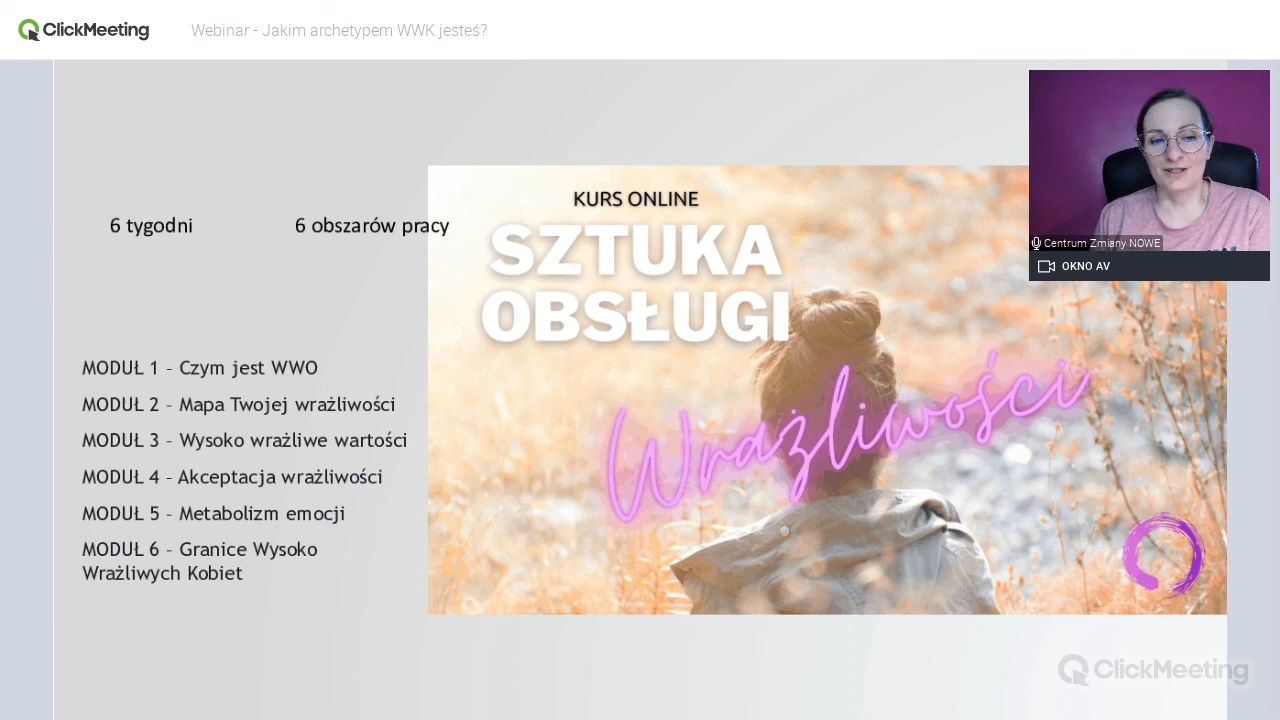 ClickMeeting
Webinar - Jakim archetypem WWK jesteś?
Centrum Zmiany NOWE
OKNO AV
6 tygodni
6 obszarów pracy
KURS ONLINE
SZTUKA
OBSŁUGI
Wrażliwości
MODUŁ 1 – Czym jest WWO
MODUŁ 2 – Mapa Twojej wrażliwości
MODUŁ 3 – Wysoko wrażliwe wartości
MODUŁ 4 – Akceptacja wrażliwości
MODUŁ 5 – Metabolizm emocji
MODUŁ 6 – Granice Wysoko
Wrażliwych Kobiet
ClickMeeting